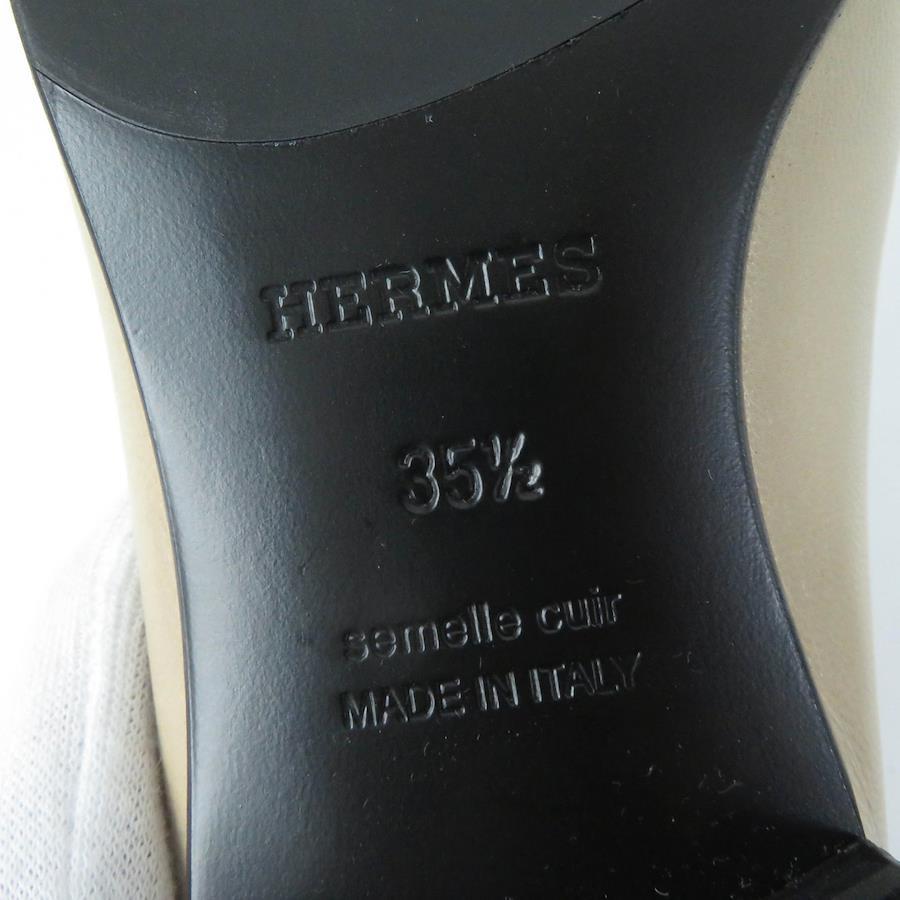 HERMES
35½
semelle cuir
MADE IN ITALY